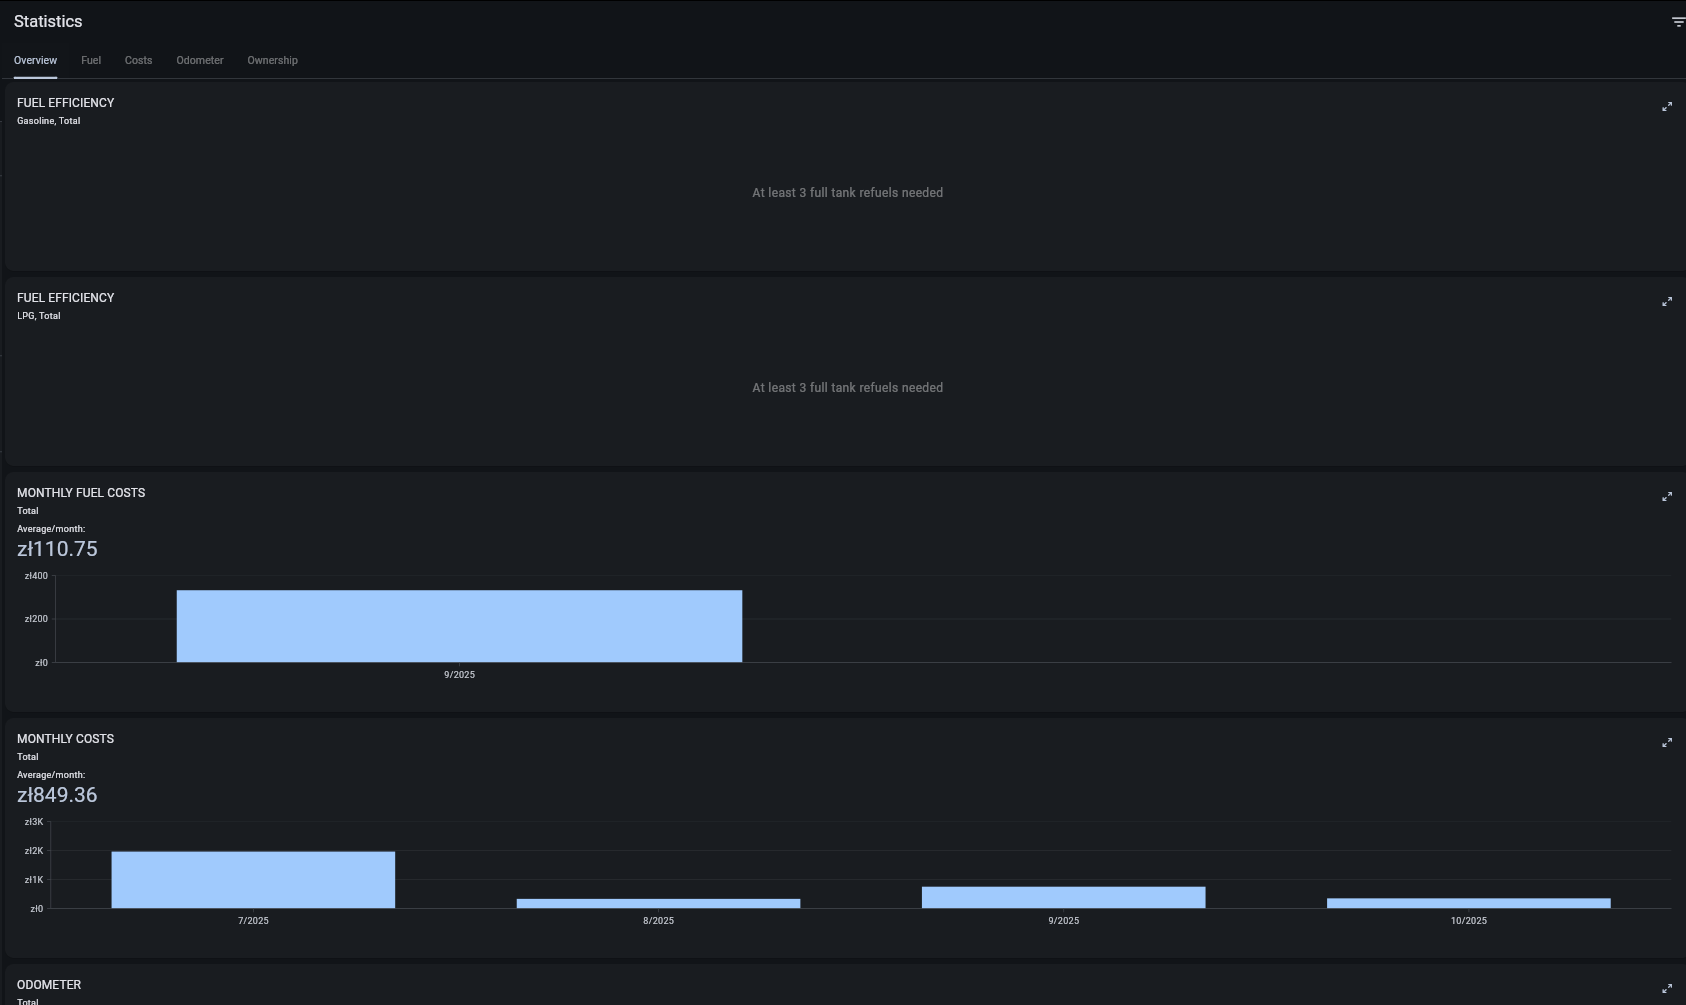 Statistics
Overview Fuel Costs Odometer Ownership
FUEL EFFICIENCY
Gasoline, Total
At least 3 full tank refuels needed
FUEL EFFICIENCY
LPG, Total
At least 3 full tank refuels needed
MONTHLY FUEL COSTS
Total
Average/month:
zł110.75
zł400
zł200
zł0
9/2025
MONTHLY COSTS
Total
Average/month:
zł849.36
zł3K
zł2K
zł1K
zł0
7/2025 8/2025 9/2025 10/2025
ODOMETER
Total